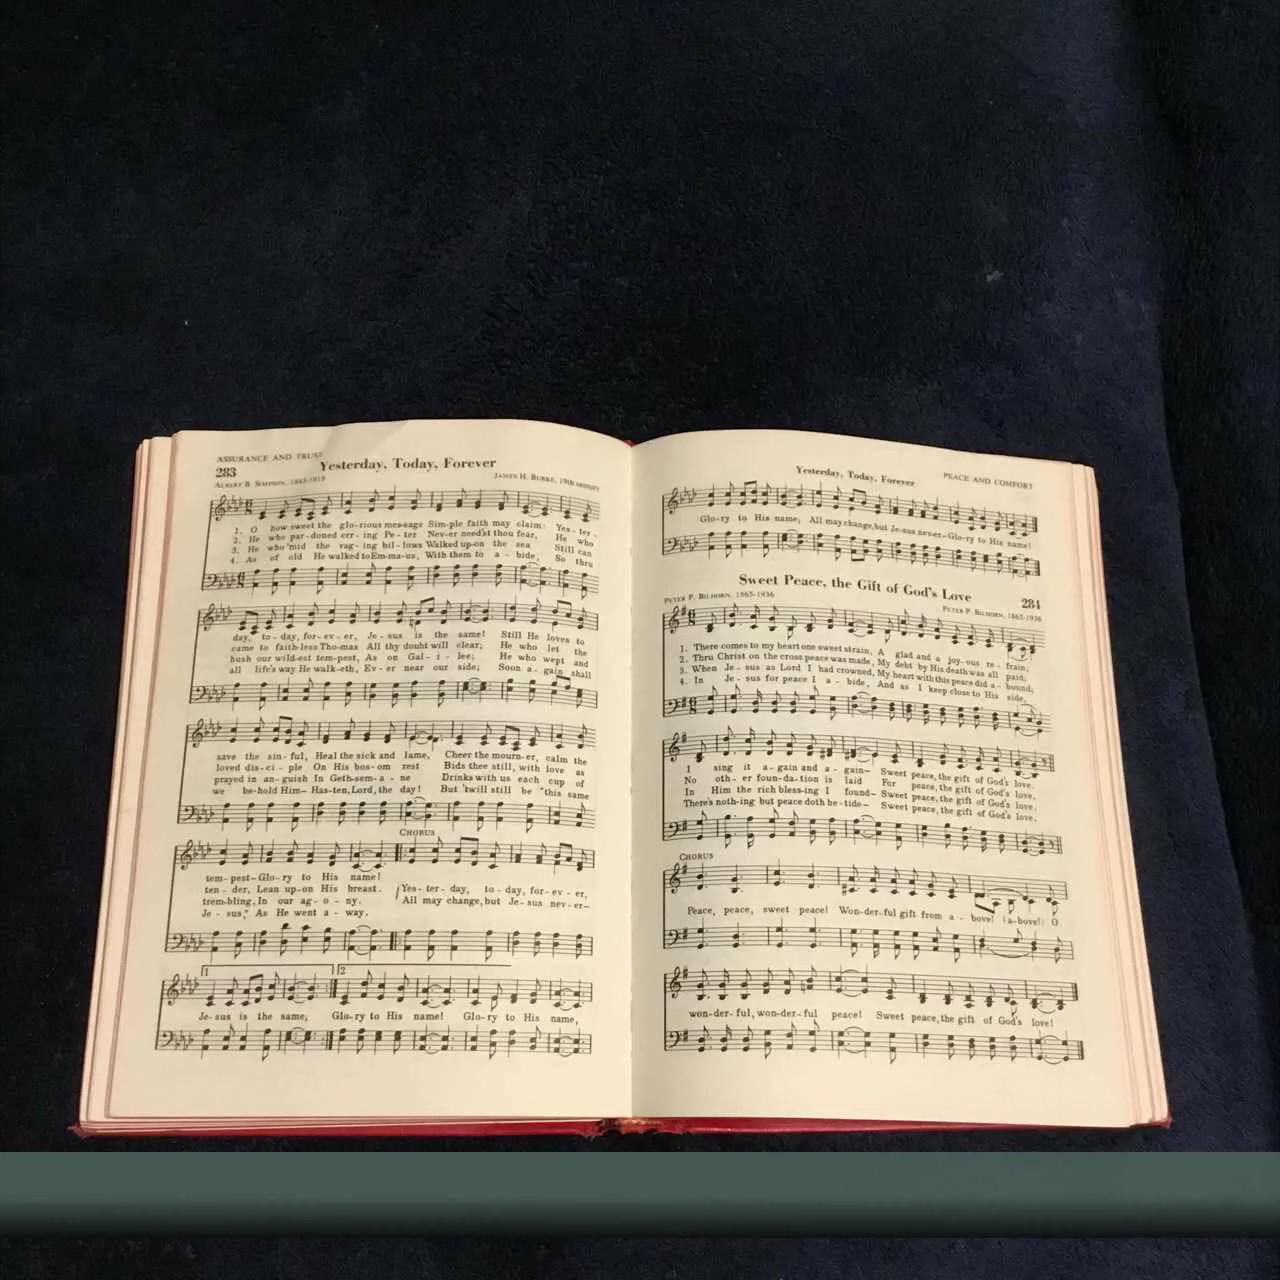 ASSURANCE AND TRUST
283 Yesterday, Today, Forever
ALBERT B. SIMPSON, 1843-1919 JAMES H. BURKE, 19th century
1. O how sweet the glo-rious mes-sage Sim-ple faith may claim: Yes-ter-
2. He who par-doned err-ing Pe-ter Nev-er need'st thou fear, He who
3. He who 'mid the rag-ing bil-lows Walked up-on the sea Still can
4. As of old He walked to Em-ma-us, With them to a-bide, So thru
day, to-day, for-ev-er, Je-sus is the same! Still He loves to
came to faith-less Tho-mas All thy doubt will clear; He who let the
hush our wild-est tem-pest, As on Gal-i-lee; He who wept and
all life's way He walk-eth, Ev-er near our side; Soon a-gain shall
save the sin-ful, Heal the sick and lame, Cheer the mourn-er, calm the
loved dis-ci-ple On His bos-om rest Bids thee still, with love as
prayed in an-guish In Geth-sem-a-ne Drinks with us each cup of
we be-hold Him— Has-ten, Lord, the day! But 'twill still be "this same
CHORUS
tem-pest—Glo-ry to His name!
ten-der, Lean up-on His breast. Yes-ter-day, to-day, for-ev-er,
trem-bling, In our ag-o-ny. All may change, but Je-sus nev-er—
Je-sus," As He went a-way.
1 2
Je-sus is the same; Glo-ry to His name! Glo-ry to His name,
Yesterday, Today, Forever PEACE AND COMFORT
Glo-ry to His name; All may change, but Je-sus nev-er—Glo-ry to His name!
Sweet Peace, the Gift of God's Love 284
PETER P. BILHORN, 1865-1936 PETER P. BILHORN, 1865-1936
1. There comes to my heart one sweet strain, A glad and a joy-ous re-frain;
2. Thru Christ on the cross peace was made, My debt by His death was all paid;
3. When Je-sus as Lord I had crowned, My heart with this peace did a-bound;
4. In Je-sus for peace I a-bide, And as I keep close to His side,
I sing it a-gain and a-gain— Sweet peace, the gift of God's love.
No oth-er foun-da-tion is laid For peace, the gift of God's love.
In Him the rich bless-ing I found— Sweet peace, the gift of God's love.
There's noth-ing but peace doth be-tide— Sweet peace, the gift of God's love.
CHORUS
Peace, peace, sweet peace! Won-der-ful gift from a-bove! (a-bove!) O
won-der-ful, won-der-ful peace! Sweet peace, the gift of God's love!